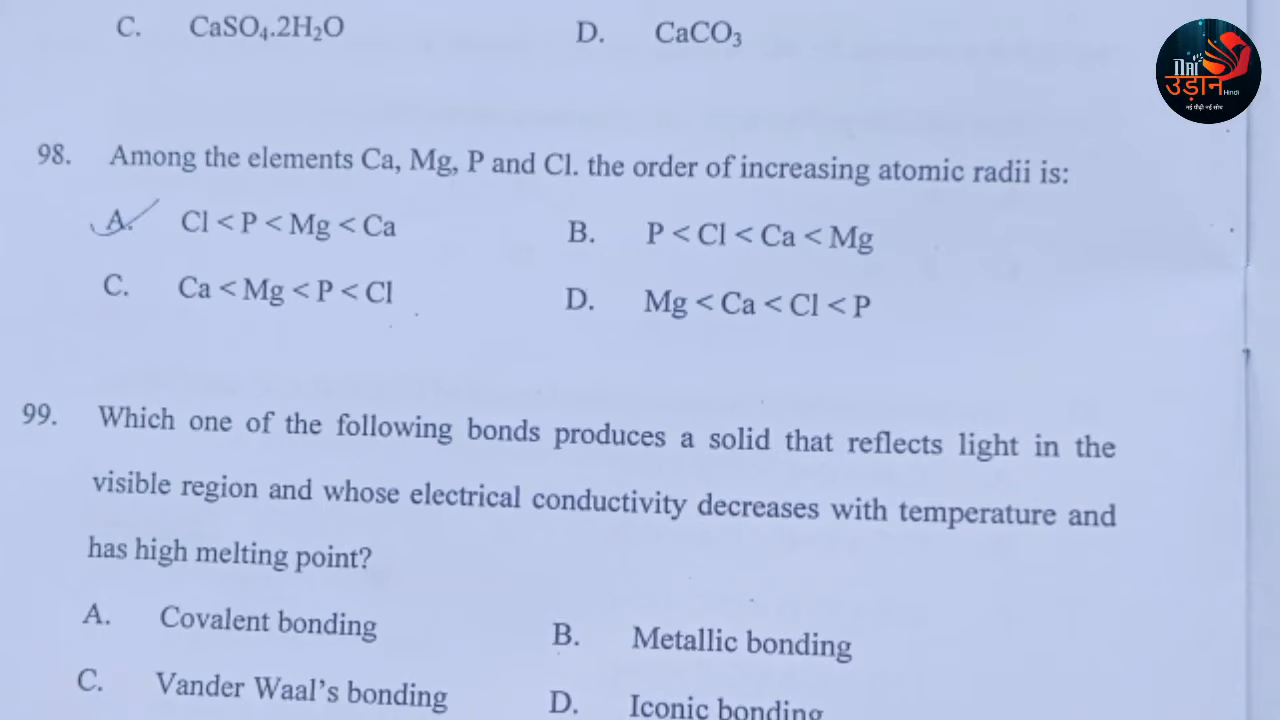 C. CaSO₄.2H₂O D. CaCO₃
NAI
उड़ान Hindi
नई पीढ़ी नई सोच
98. Among the elements Ca, Mg, P and Cl. the order of increasing atomic radii is:
A. Cl < P < Mg < Ca B. P < Cl < Ca < Mg
C. Ca < Mg < P < Cl D. Mg < Ca < Cl < P
99. Which one of the following bonds produces a solid that reflects light in the
visible region and whose electrical conductivity decreases with temperature and
has high melting point?
A. Covalent bonding B. Metallic bonding
C. Vander Waal's bonding D. Iconic bonding